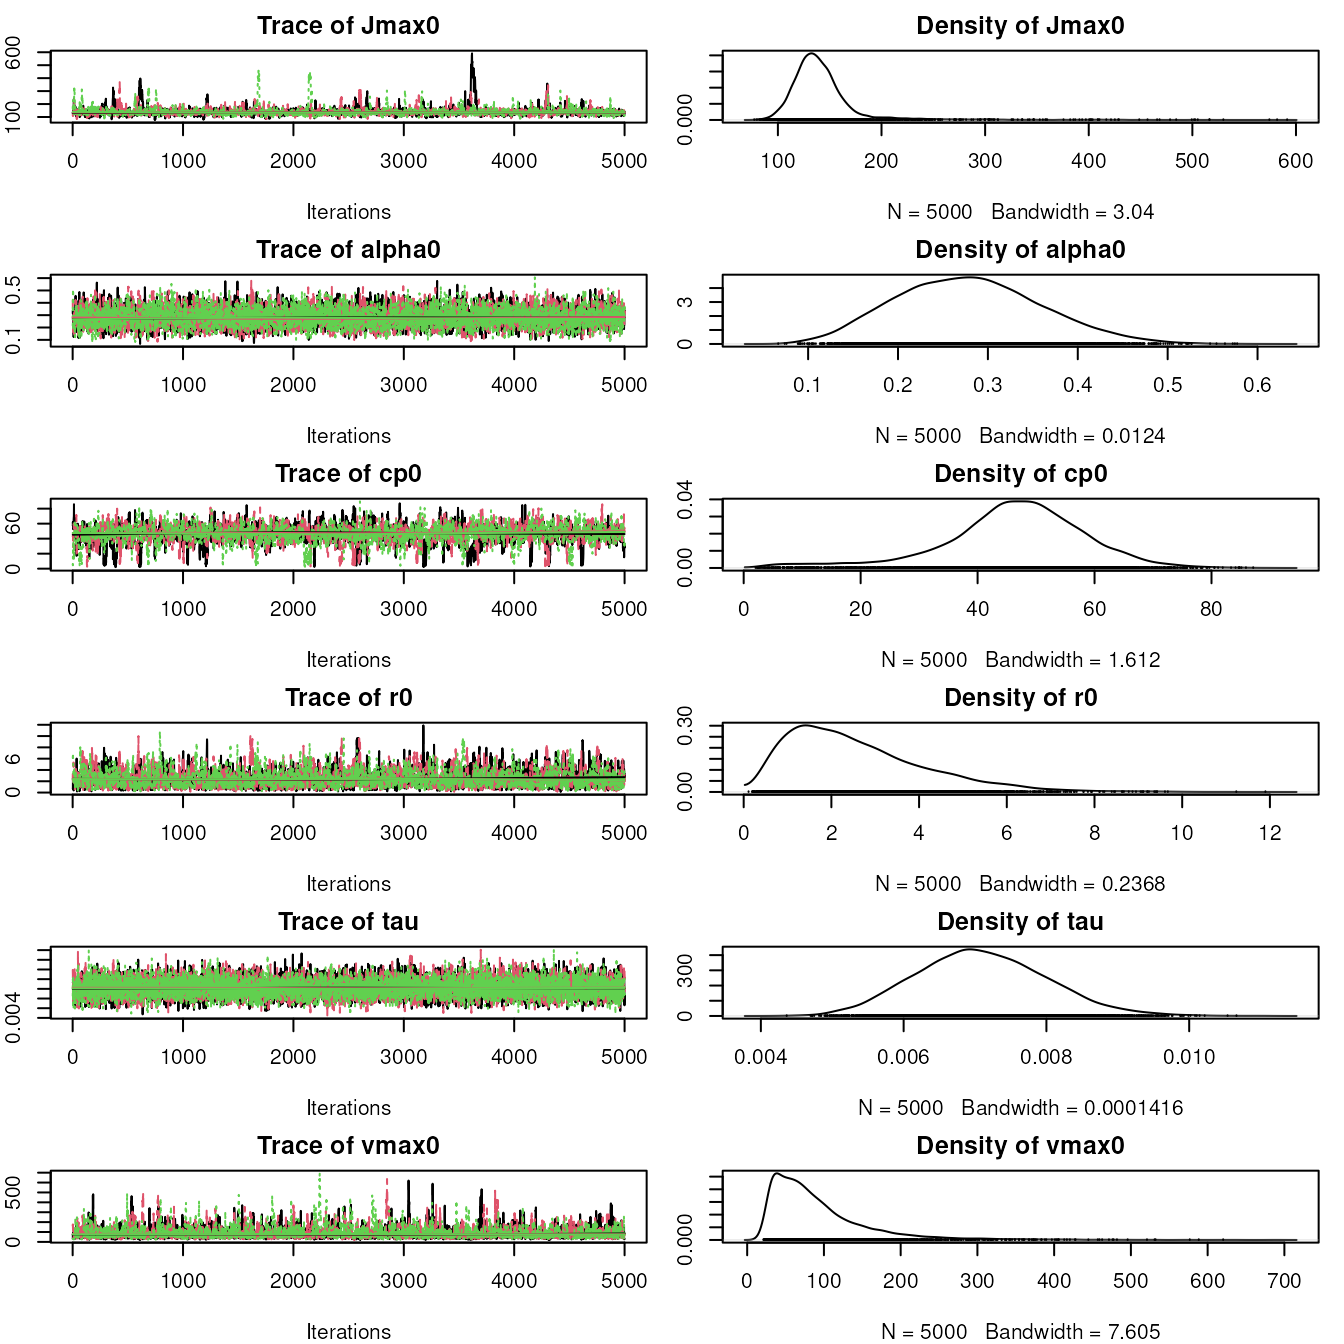 Trace of Jmax0
100 600
0 1000 2000 3000 4000 5000
Iterations
Density of Jmax0
0.000
100 200 300 400 500 600
N = 5000 Bandwidth = 3.04
Trace of alpha0
0.1 0.5
0 1000 2000 3000 4000 5000
Iterations
Density of alpha0
0 3
0.1 0.2 0.3 0.4 0.5 0.6
N = 5000 Bandwidth = 0.0124
Trace of cp0
0 60
0 1000 2000 3000 4000 5000
Iterations
Density of cp0
0.00 0.04
0 20 40 60 80
N = 5000 Bandwidth = 1.612
Trace of r0
0 6
0 1000 2000 3000 4000 5000
Iterations
Density of r0
0.00 0.30
0 2 4 6 8 10 12
N = 5000 Bandwidth = 0.2368
Trace of tau
0.004
0 1000 2000 3000 4000 5000
Iterations
Density of tau
0 300
0.004 0.006 0.008 0.010
N = 5000 Bandwidth = 0.0001416
Trace of vmax0
0 500
0 1000 2000 3000 4000 5000
Iterations
Density of vmax0
0.000
0 100 200 300 400 500 600 700
N = 5000 Bandwidth = 7.605